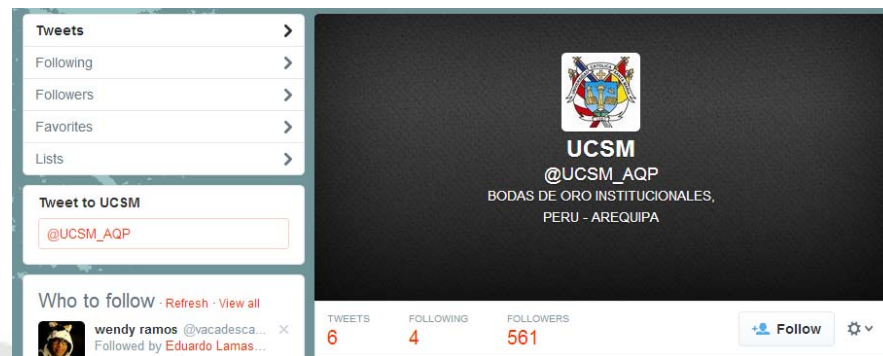 Tweets
Following
Followers
Favorites
Lists
Tweet to UCSM
@UCSM_AQP
Who to follow · Refresh · View all
wendy ramos @vacadesca...
Followed by Eduardo Lamas...
UCSM
@UCSM_AQP
BODAS DE ORO INSTITUCIONALES,
PERU - AREQUIPA
TWEETS FOLLOWING FOLLOWERS
6 4 561
Follow